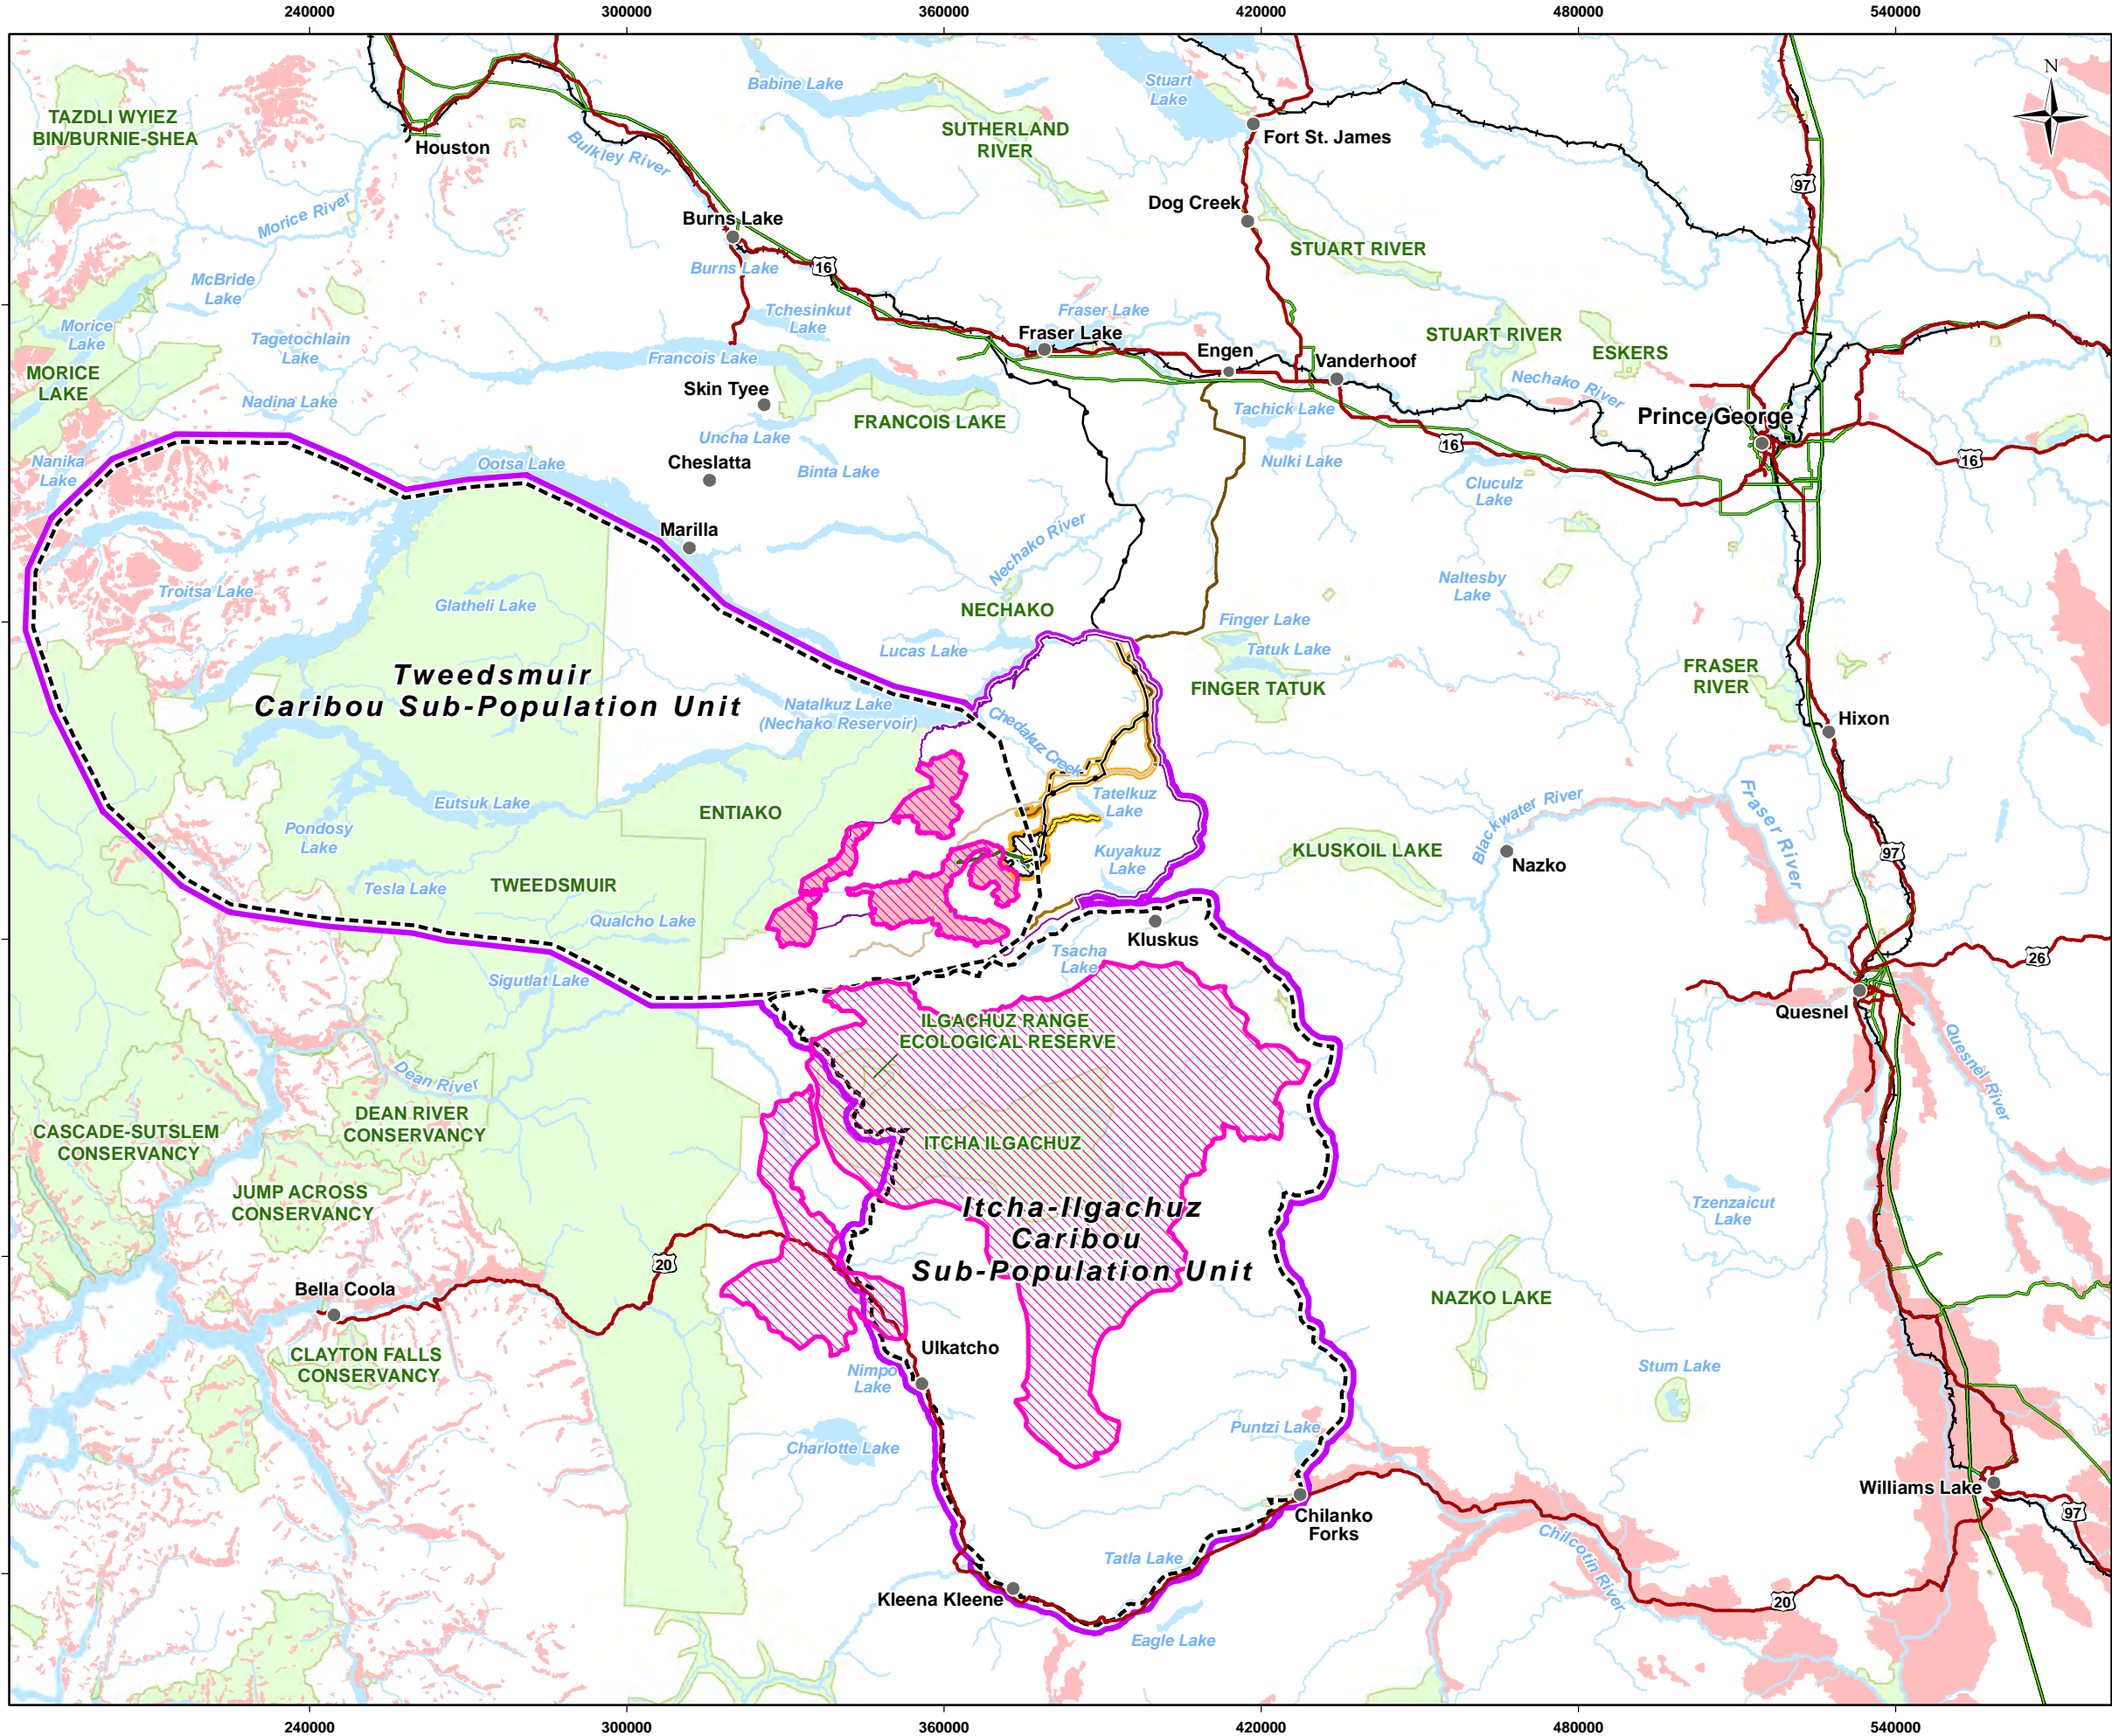 240000
300000
360000
420000
480000
540000
N
TAZDLI WYIEZ
BIN/BURNIE-SHEA
Houston
Bulkley River
Babine Lake
Stuart
Lake
Fort St. James
SUTHERLAND
RIVER
97
Morice River
Burns Lake
Dog Creek
STUART RIVER
McBride
Lake
Burns Lake
16
Morice
Lake
Tagetochlain
Lake
Tchesinkut
Lake
Fraser Lake
Fraser Lake
Engen
Vanderhoof
STUART RIVER
ESKERS
MORICE
LAKE
Francois Lake
Skin Tyee
Nechako River
Nadina Lake
FRANCOIS LAKE
Tachick Lake
Prince George
Uncha Lake
16
16
Nanika
Lake
Ootsa Lake
Cheslatta
Binta Lake
Nulki Lake
Cluculz
Lake
Marilla
Nechako River
Troitsa Lake
Glatheli Lake
NECHAKO
Naltesby
Lake
Finger Lake
Lucas Lake
Tatuk Lake
FRASER
RIVER
Tweedsmuir
Caribou Sub-Population Unit
FINGER TATUK
Natalkuz Lake
(Nechako Reservoir)
Chedakuz Creek
Hixon
Eutsuk Lake
ENTIAKO
Tatelkuz
Lake
Blackwater River
Fraser River
Pondosy
Lake
Kuyakuz
Lake
KLUSKOIL LAKE
Nazko
97
Tesla Lake
TWEEDSMUIR
Qualcho Lake
Kluskus
Tsacha
Lake
26
Sigutlat Lake
Quesnel
ILGACHUZ RANGE
ECOLOGICAL RESERVE
Quesnel River
Dean River
DEAN RIVER
CONSERVANCY
CASCADE-SUTSLEM
CONSERVANCY
ITCHA ILGACHUZ
JUMP ACROSS
CONSERVANCY
Itcha-Ilgachuz
Caribou
Sub-Population Unit
Tzenzaicut
Lake
20
Bella Coola
NAZKO LAKE
CLAYTON FALLS
CONSERVANCY
Ulkatcho
Nimpo
Lake
Stum Lake
Charlotte Lake
Puntzi Lake
Williams Lake
Chilanko
Forks
97
Chilcotin River
Tatla Lake
Kleena Kleene
20
Eagle Lake
240000
300000
360000
420000
480000
540000